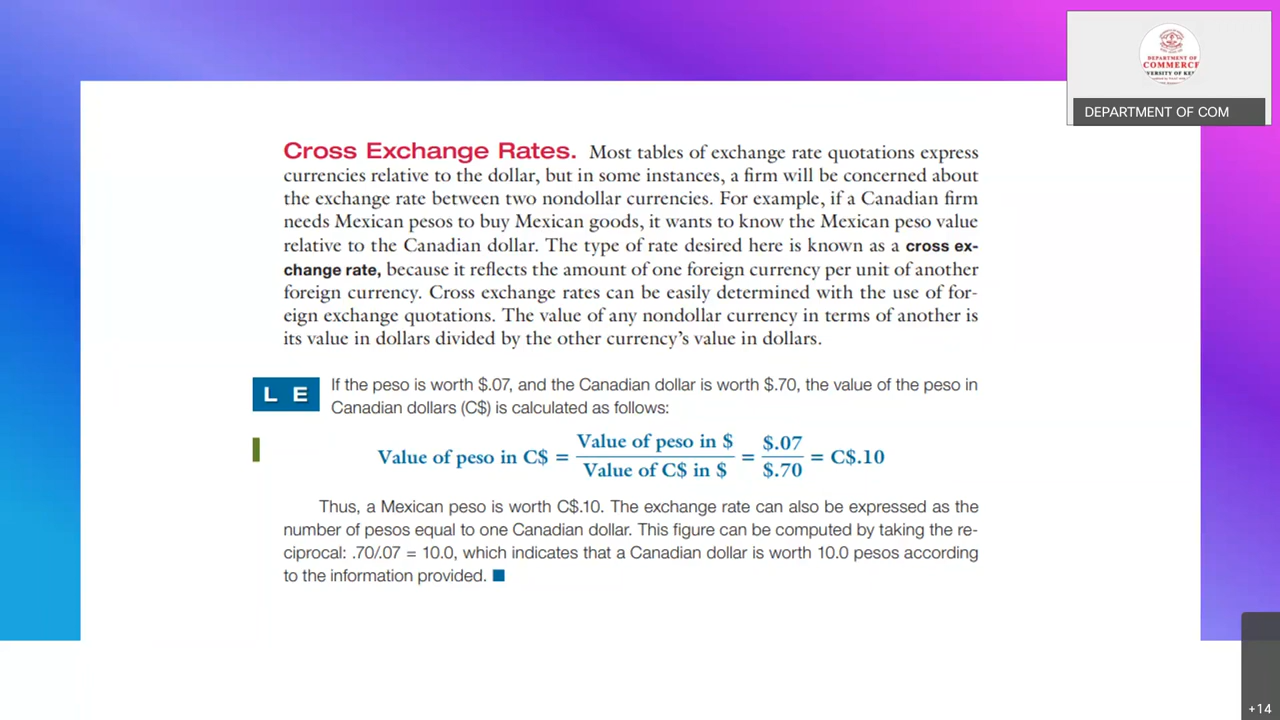 DEPARTMENT OF
COMMERCE
DEPARTMENT OF COM
Cross Exchange Rates. Most tables of exchange rate quotations express
currencies relative to the dollar, but in some instances, a firm will be concerned about
the exchange rate between two nondollar currencies. For example, if a Canadian firm
needs Mexican pesos to buy Mexican goods, it wants to know the Mexican peso value
relative to the Canadian dollar. The type of rate desired here is known as a cross ex-
change rate, because it reflects the amount of one foreign currency per unit of another
foreign currency. Cross exchange rates can be easily determined with the use of for-
eign exchange quotations. The value of any nondollar currency in terms of another is
its value in dollars divided by the other currency's value in dollars.
L E
If the peso is worth $.07, and the Canadian dollar is worth $.70, the value of the peso in
Canadian dollars (C$) is calculated as follows:
Value of peso in C$ = Value of peso in $ / Value of C$ in $ = $.07 / $.70 = C$.10
Thus, a Mexican peso is worth C$.10. The exchange rate can also be expressed as the
number of pesos equal to one Canadian dollar. This figure can be computed by taking the re-
ciprocal: .70/.07 = 10.0, which indicates that a Canadian dollar is worth 10.0 pesos according
to the information provided.
+14